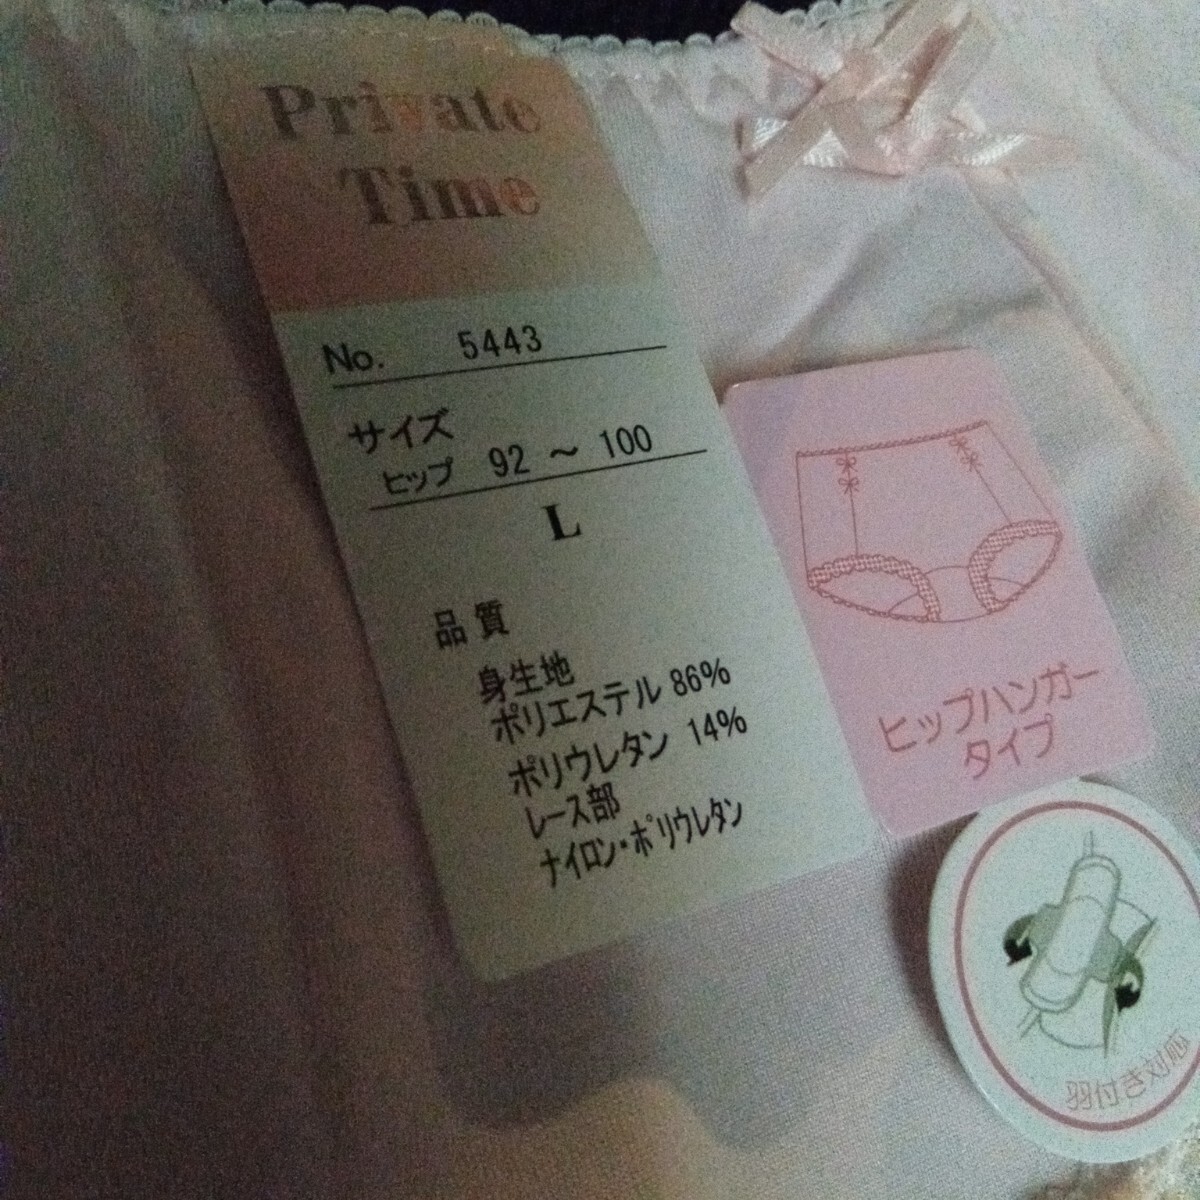 Private
Time
No. 5443
サイズ
ヒップ 92 ~ 100
L
品質
身生地
ポリエステル 86%
ポリウレタン 14%
レース部
ナイロン・ポリウレタン
ヒップハンガー
タイプ
羽付き対応